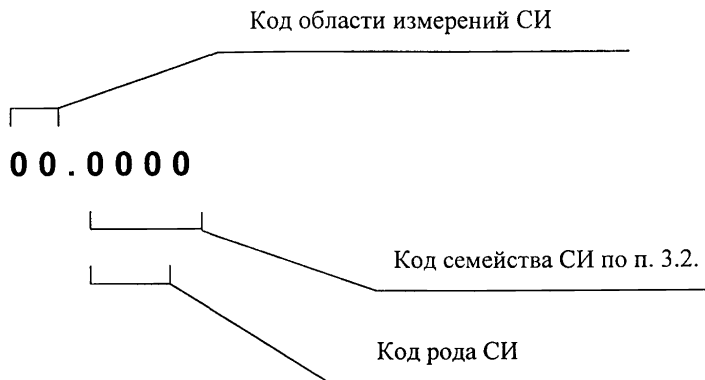 Код области измерений СИ
00.0000
Код семейства СИ по п. 3.2.
Код рода СИ